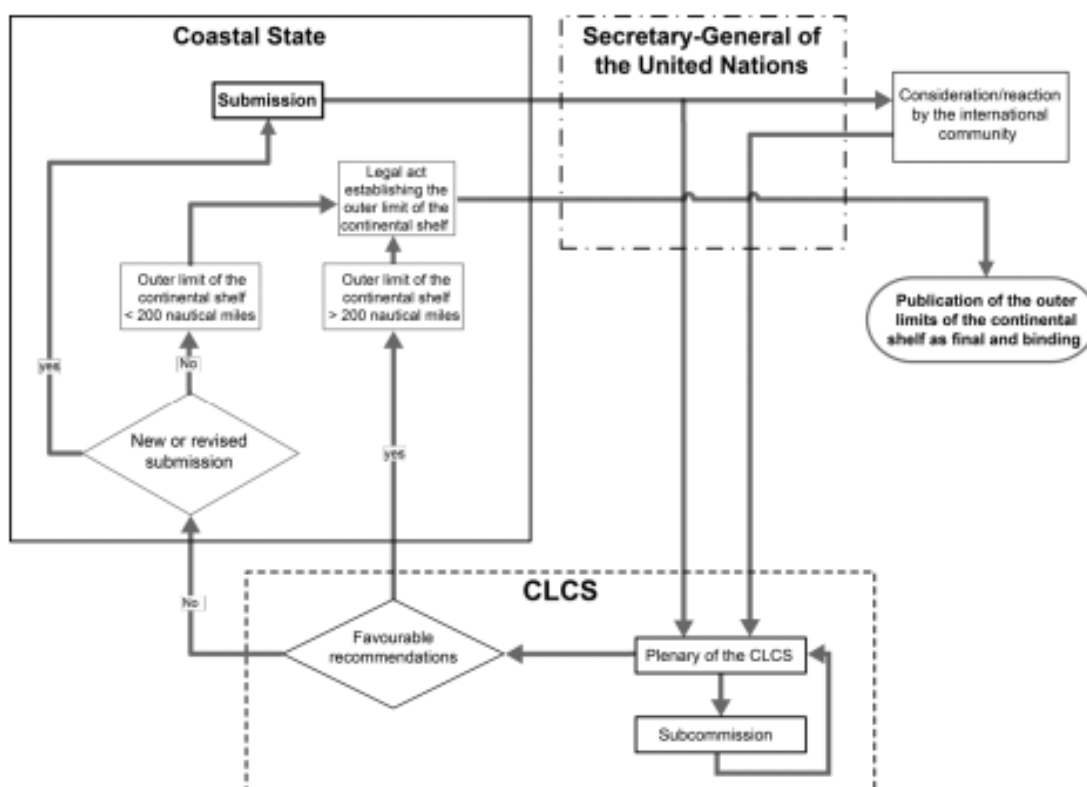 Coastal State
Secretary-General of
the United Nations
Submission
Consideration/reaction
by the international
community
Legal act
establishing the
outer limit of the
continental shelf
Outer limit of the
continental shelf
< 200 nautical miles
Outer limit of the
continental shelf
> 200 nautical miles
Publication of the outer
limits of the continental
shelf as final and binding
yes
No
New or revised
submission
yes
No
CLCS
Favourable
recommendations
Plenary of the CLCS
Subcommission